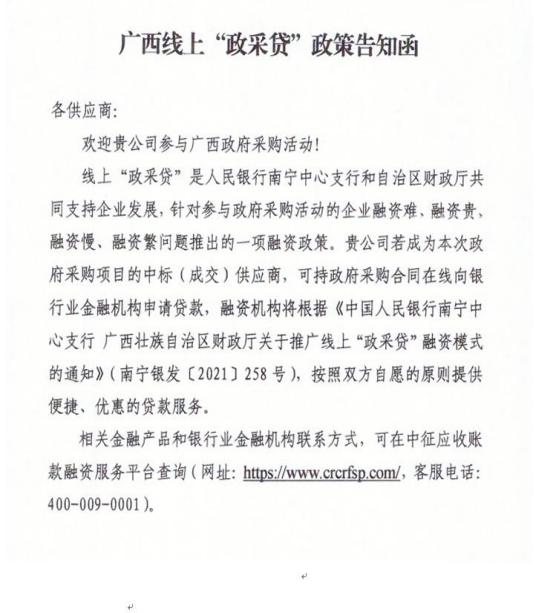 广西线上“政采贷”政策告知函
各供应商：
欢迎贵公司参与广西政府采购活动！
线上“政采贷”是人民银行南宁中心支行和自治区财政厅共
同支持企业发展，针对参与政府采购活动的企业融资难、融资贵、
融资慢、融资繁问题推出的一项融资政策。贵公司若成为本次政
府采购项目的中标（成交）供应商，可持政府采购合同在线向银
行业金融机构申请贷款，融资机构将根据《中国人民银行南宁中
心支行 广西壮族自治区财政厅关于推广线上“政采贷”融资模式
的通知》（南宁银发〔2021〕258号），按照双方自愿的原则提供
便捷、优惠的贷款服务。
相关金融产品和银行业金融机构联系方式，可在中征应收账
款融资服务平台查询（网址：https://www.crcrfsp.com/，客服电话：
400-009-0001）。